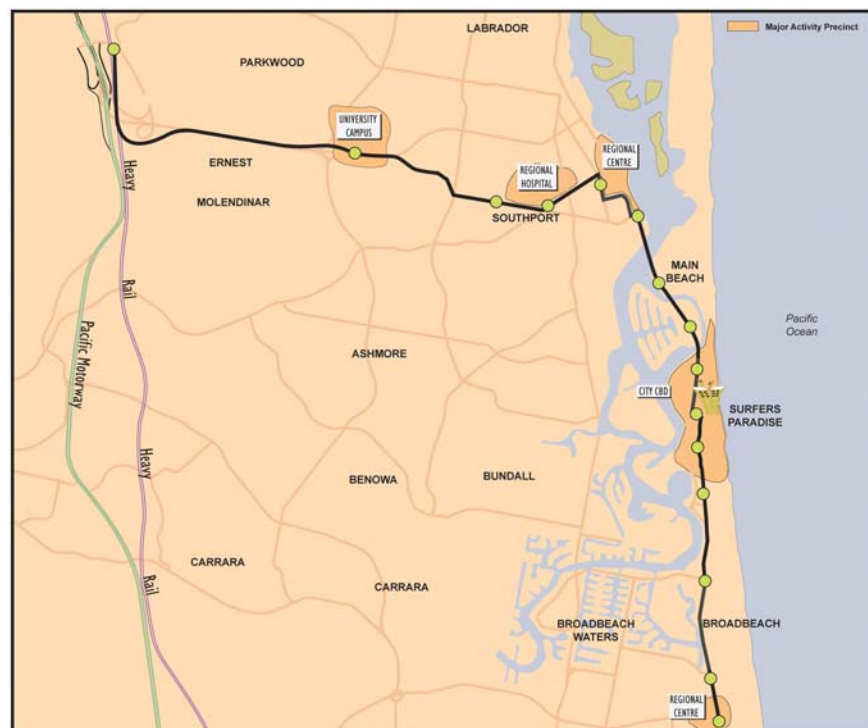 LABRADOR
Major Activity Precinct
PARKWOOD
UNIVERSITY
CAMPUS
REGIONAL
CENTRE
ERNEST
Heavy
REGIONAL
HOSPITAL
MOLENDINAR
SOUTHPORT
MAIN
BEACH
Rail
Pacific
Ocean
Pacific Motorway
ASHMORE
CITY CBD
SURFERS
PARADISE
Heavy
BENOWA
BUNDALL
CARRARA
Rail
CARRARA
BROADBEACH
WATERS
BROADBEACH
REGIONAL
CENTRE